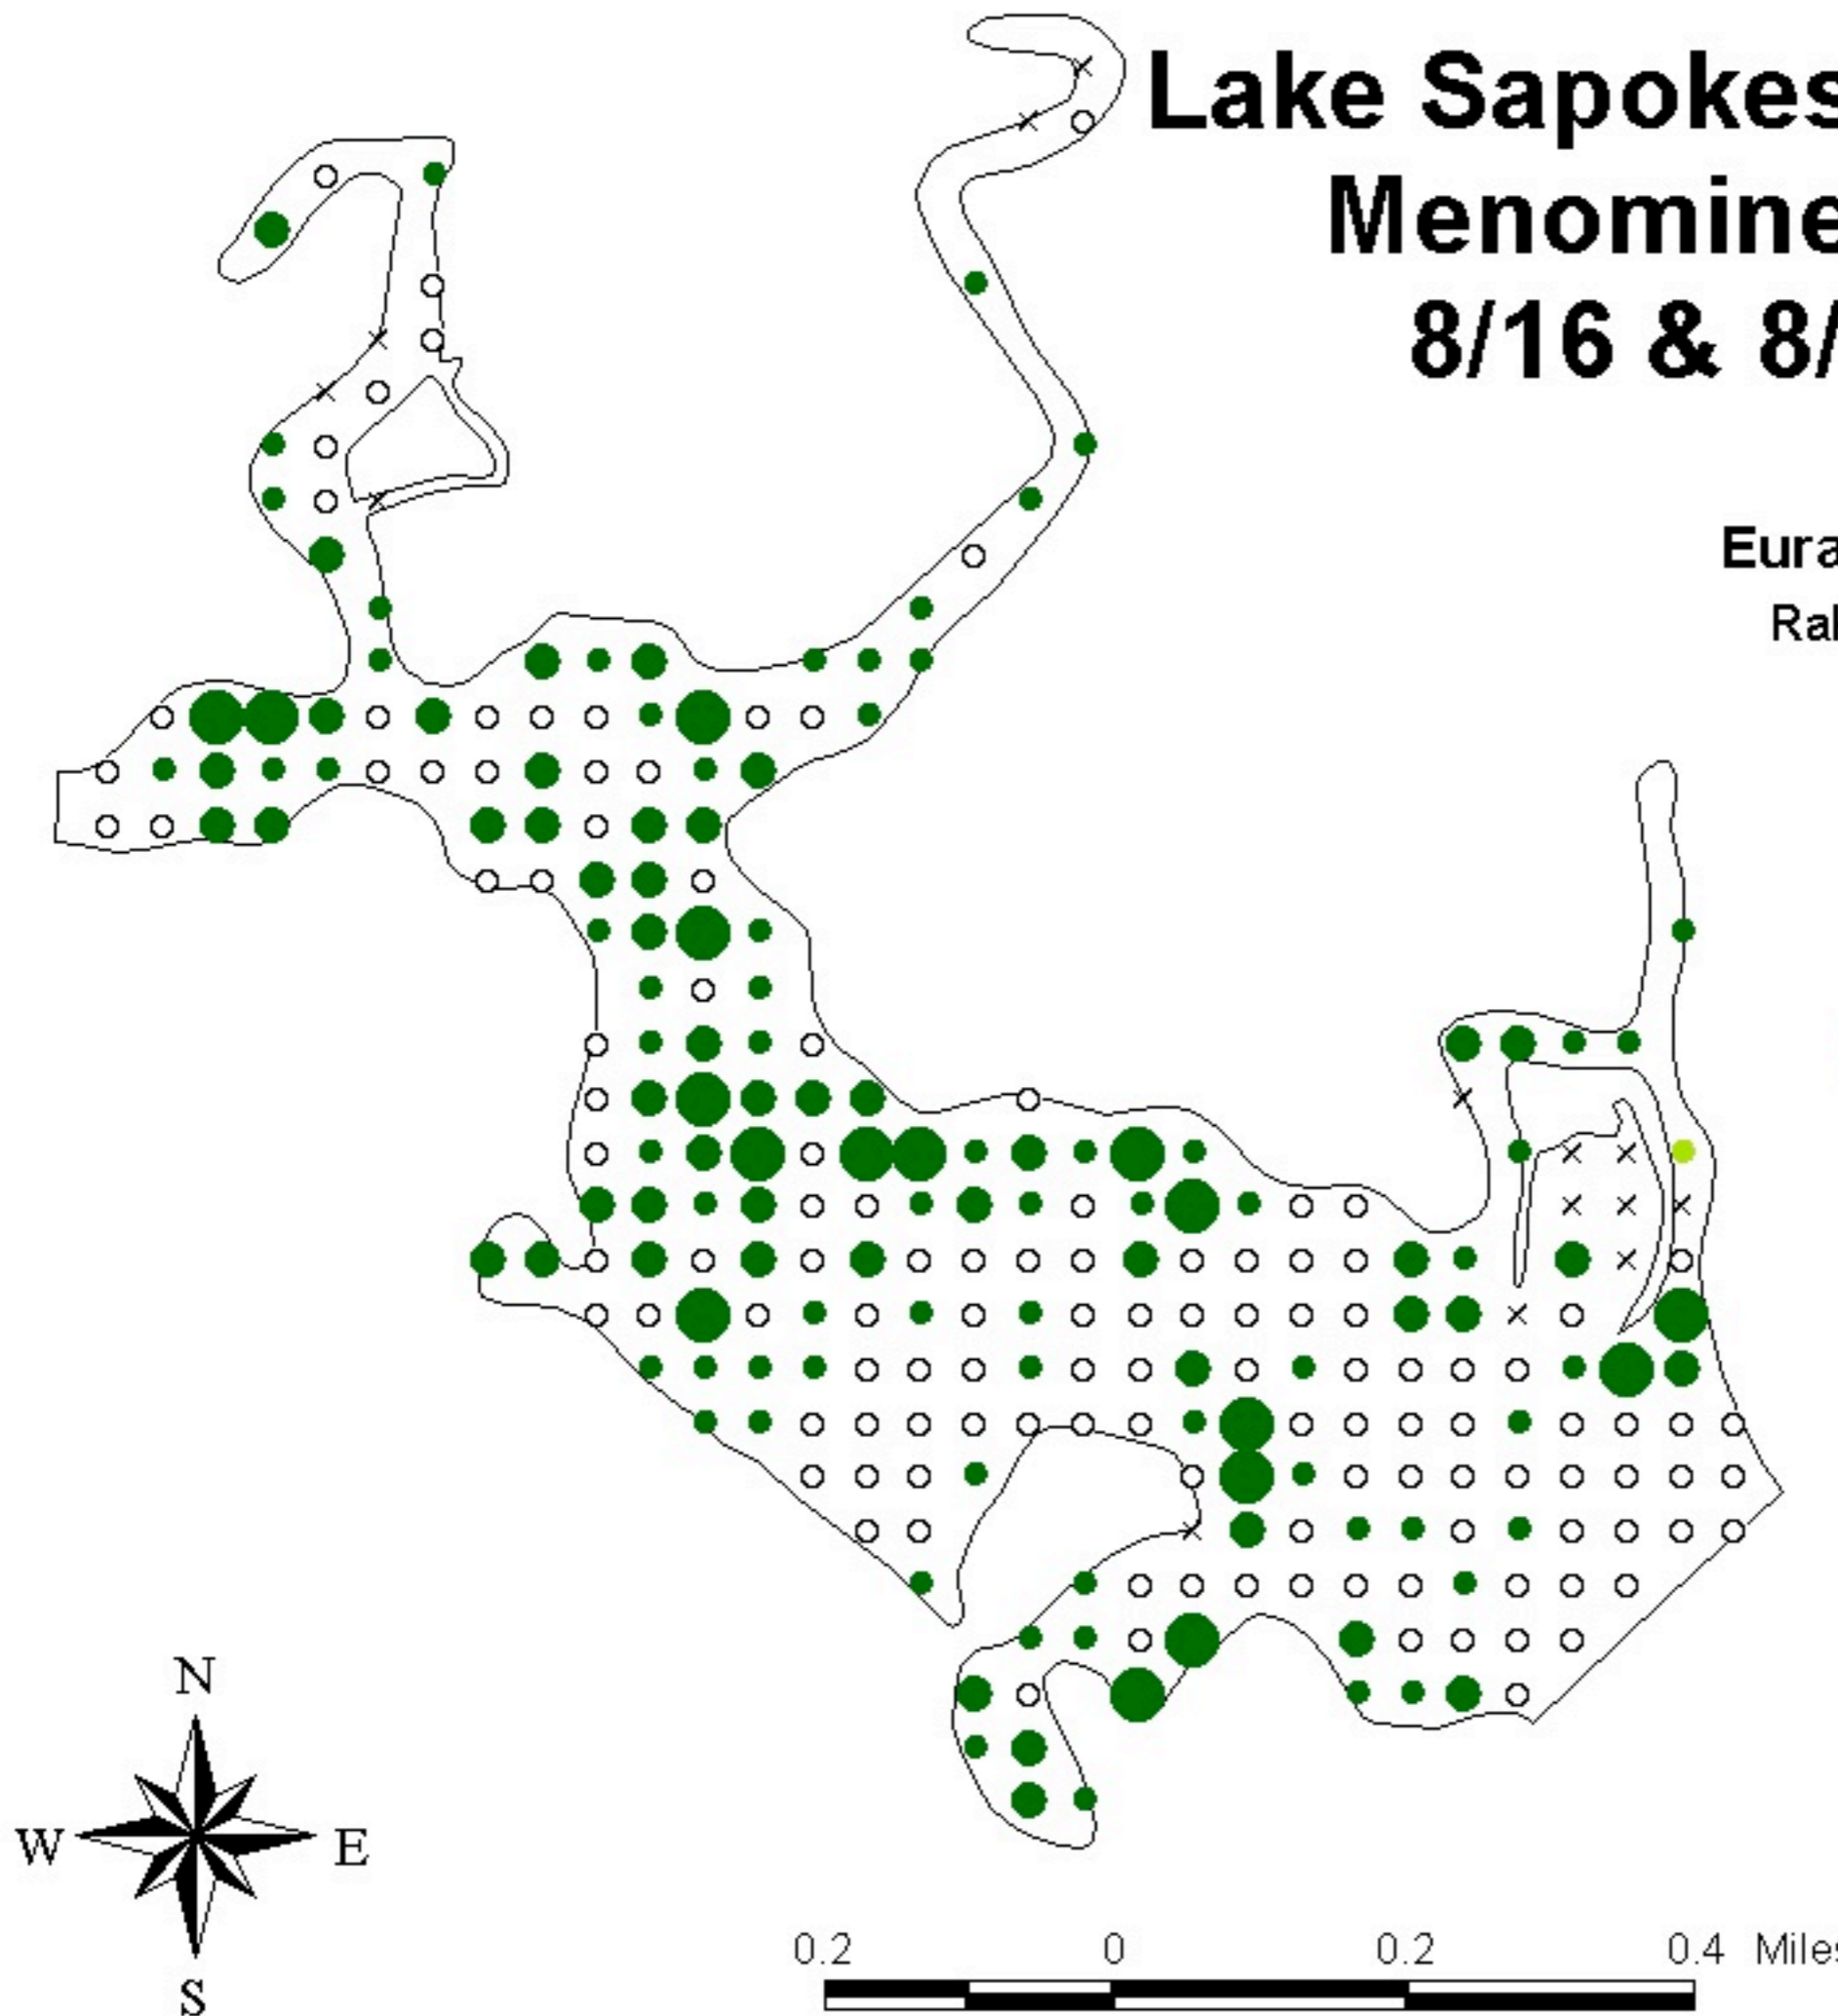 Lake Sapokes
Menomine
8/16 & 8/
Eura
Ral
N
W E
S
0.2 0 0.2 0.4 Miles